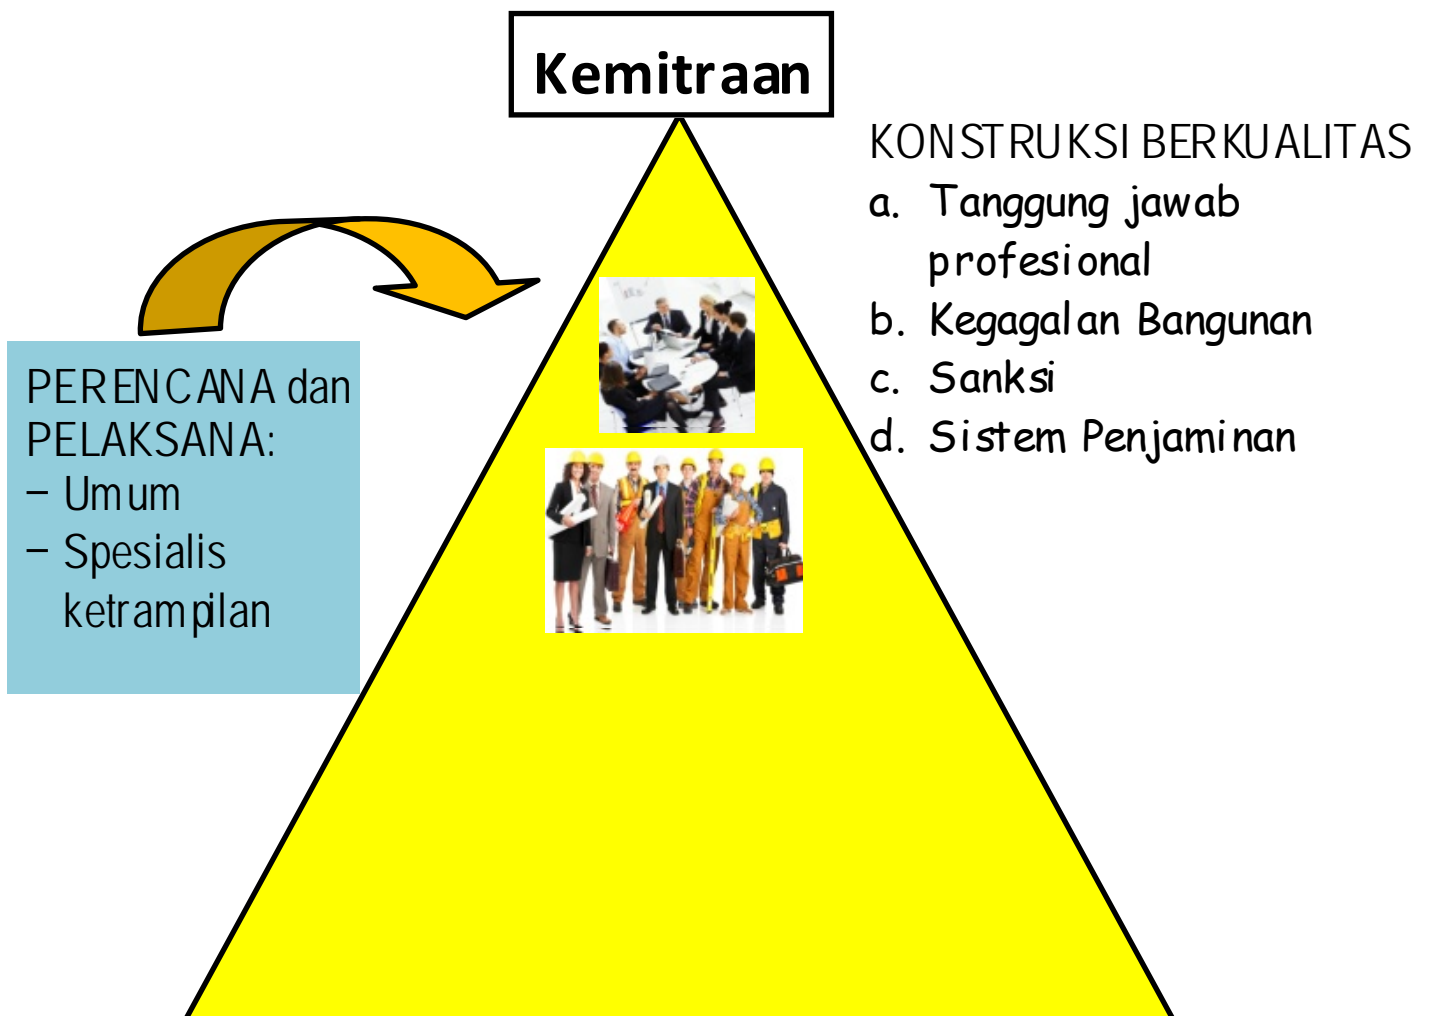 Kemitraan
KONSTRUKSI BERKUALITAS
a. Tanggung jawab
profesional
b. Kegagalan Bangunan
c. Sanksi
d. Sistem Penjaminan
PERENCANA dan
PELAKSANA:
– Umum
– Spesialis
ketrampilan